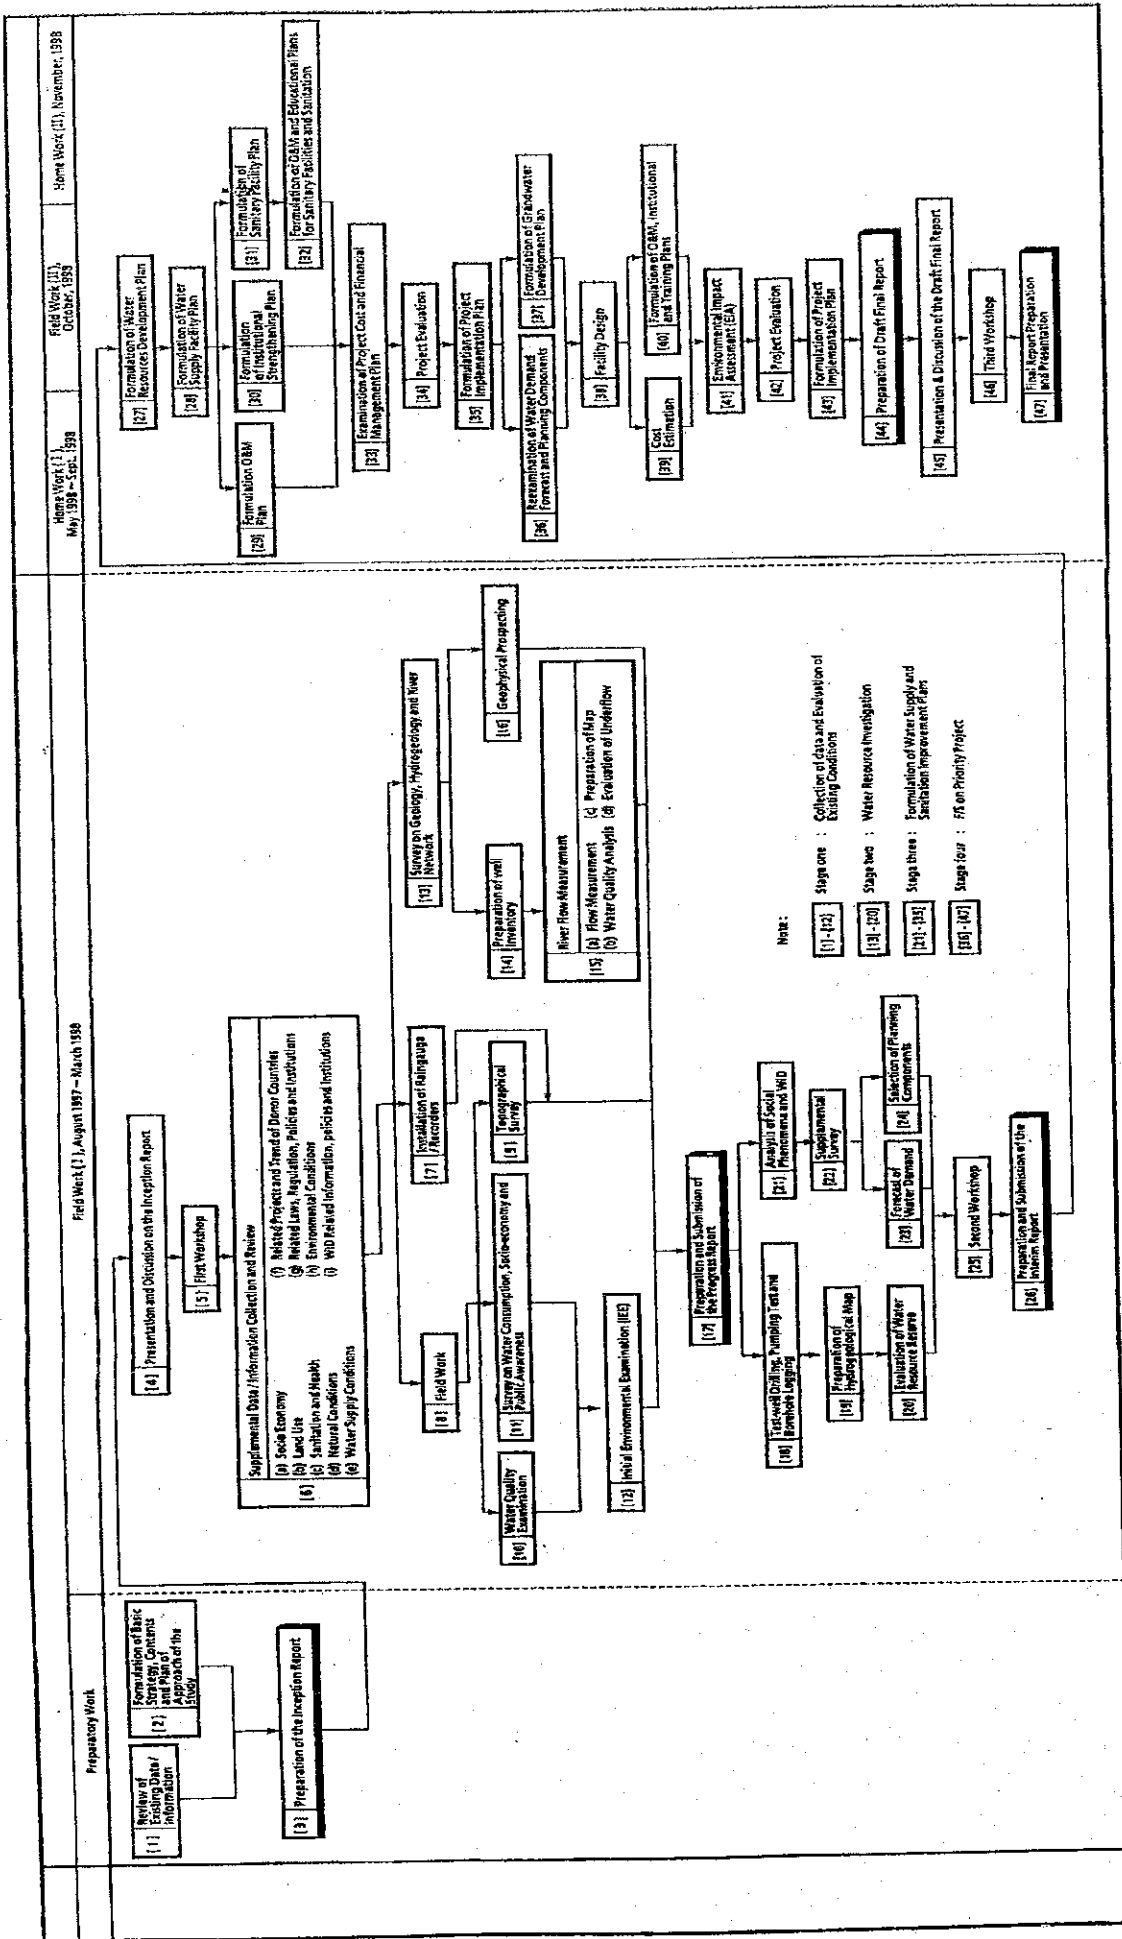 Preparatory Work
Field Work (I), August 1997 – March 1998
Home Work (I),
May 1998 – Sept. 1998
Field Work (II),
October, 1998
Home Work (II), November, 1998
[1] Review of
Existing Data/
Information
[2] Formulation of Basic
Strategy, Contents
and Plan of
Approach of the
Study
[3] Preparation of the Inception Report
[4] Presentation and Discussion on the Inception Report
[5] First Workshop
[6] Supplemental Data / Information Collection and Review
(a) Socio Economy
(b) Land Use
(c) Sanitation and Health
(d) Natural Conditions
(e) Water Supply Conditions
(f) Related Projects and Trend of Donor Countries
(g) Related Laws, Regulation, Policies and Institutions
(h) Environmental Conditions
(i) WID Related Information, policies and Institutions
[7] Installation of Raingauga
/ Recorders
[8] Field Work
[9] Topographical
Survey
[10] Water Quality
Examination
[11] Survey on Water Consumption, Socio-economy and
Public Awareness
[12] Initial Environmental Examination (IEE)
[13] Survey on Geology, Hydrogeology and River
Network
[14] Preparation of well
Inventory
[16] Geophysical Prospecting
[15] River Flow Measurement
(a) Flow Measurement
(b) Water Quality Analysis
(c) Preparation of Map
(d) Evaluation of Underflow
[17] Preparation and Submission of
the Progress Report
[18] Test-well Drilling, Pumping Test and
Borehole Logging
[19] Preparation of
Hydrogeological Map
[20] Evaluation of Water
Resource Reserve
[21] Analysis of Social
Phenomena and WID
[22] Supplemental
Survey
[23] Forecast of
Water Demand
[24] Selection of Planning
Components
[25] Second Workshop
[26] Preparation and Submission of the
Interim Report
Note :
[1] - [12] Stage one : Collection of data and Evaluation of
Existing Conditions
[13] - [20] Stage two : Water Resource Investigation
[21] - [35] Stage three : Formulation of Water Supply and
Sanitation Improvement Plans
[36] - [47] Stage four : F/S on Priority Project
[27] Formulation of Water
Resources Development Plan
[28] Formulation of Water
Supply Facility Plan
[29] Formulation O&M
Plan
[30] Formulation
of Institutional
Strengthening Plan
[31] Formulation of
Sanitary Facility Plan
[32] Formulation of O&M and Educational Plans
for Sanitary Facilities and Sanitation
[33] Examination of Project Cost and Financial
Management Plan
[34] Project Evaluation
[35] Formulation of Project
Implementation Plan
[36] Reexamination of Water Demand
Forecast and Planning Components
[37] Formulation of Grandwater
Development Plan
[38] Facility Design
[39] Cost
Estimation
[40] Formulation of O&M, Institutional
and Training Plans
[41] Environmental Impact
Assessment (EIA)
[42] Project Evaluation
[43] Formulation of Project
Implementation Plan
[44] Preparation of Draft Final Report
[45] Presentation & Discussion of the Draft Final Report
[46] Third Workshop
[47] Final Report Preparation
and Presentation